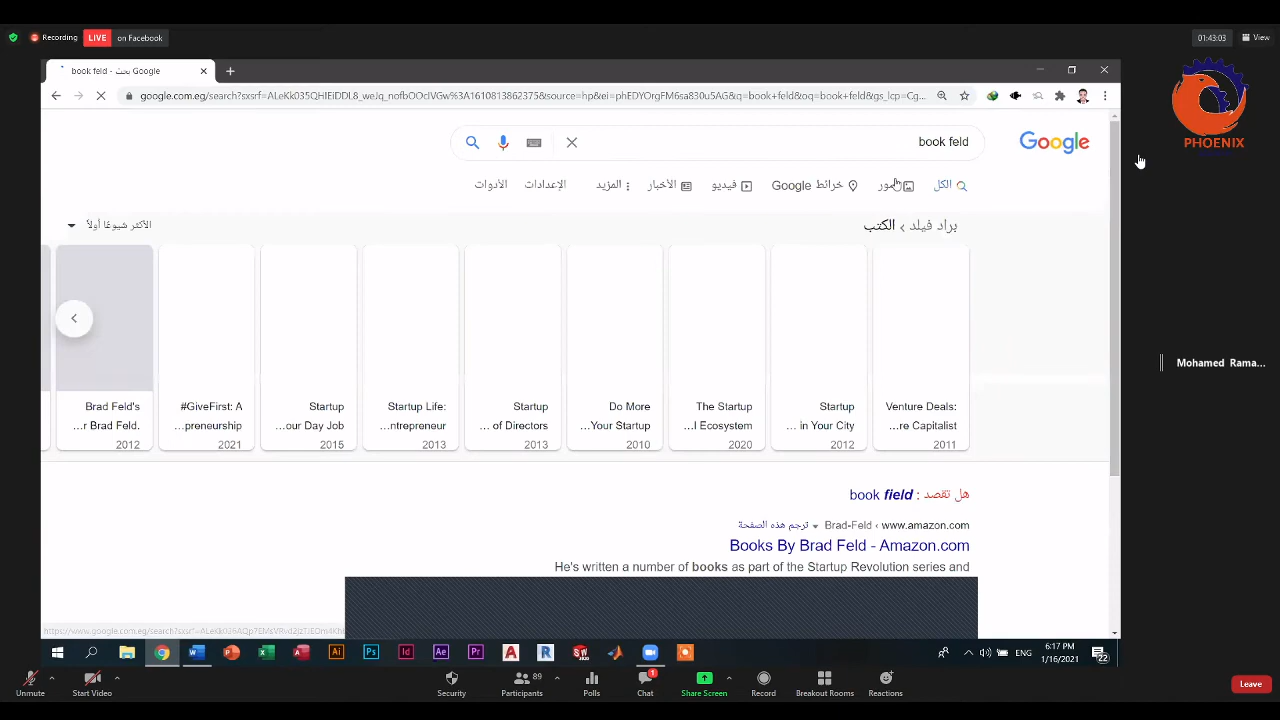 Recording
LIVE
on Facebook
01:43:03
View
book feld - بحث Google
google.com.eg/search?sxsrf=ALeKk035QHIEiDDL8_weJq_nofbOOcIVGw%3A1610813862375&source=hp&ei=phEDYOrgFM6sa830u5AG&q=book+feld&oq=book+feld&gs_lcp=Cg...
PHOENIX
book feld
Google
الكل
خرائط Google
فيديو
الأخبار
المزيد
الإعدادات
الأدوات
براد فيلد › الكتب
الأكثر شيوعًا أولاً
Venture Deals:
...re Capitalist
2011
Startup
... in Your City
2012
The Startup
...l Ecosystem
2020
Do More
...Your Startup
2010
Startup
... of Directors
2013
Startup Life:
...ntrepreneur
2013
Startup
...our Day Job
2015
#GiveFirst: A
...preneurship
2021
Brad Feld's
...r Brad Feld.
2012
Mohamed Rama...
هل تقصد : book field
www.amazon.com › Brad-Feld ترجم هذه الصفحة
Books By Brad Feld - Amazon.com
He's written a number of books as part of the Startup Revolution series and
ENG
6:17 PM
1/16/2021
22
Unmute
Start Video
Security
Participants
89
Polls
Chat
1
Share Screen
Record
Breakout Rooms
Reactions
Leave